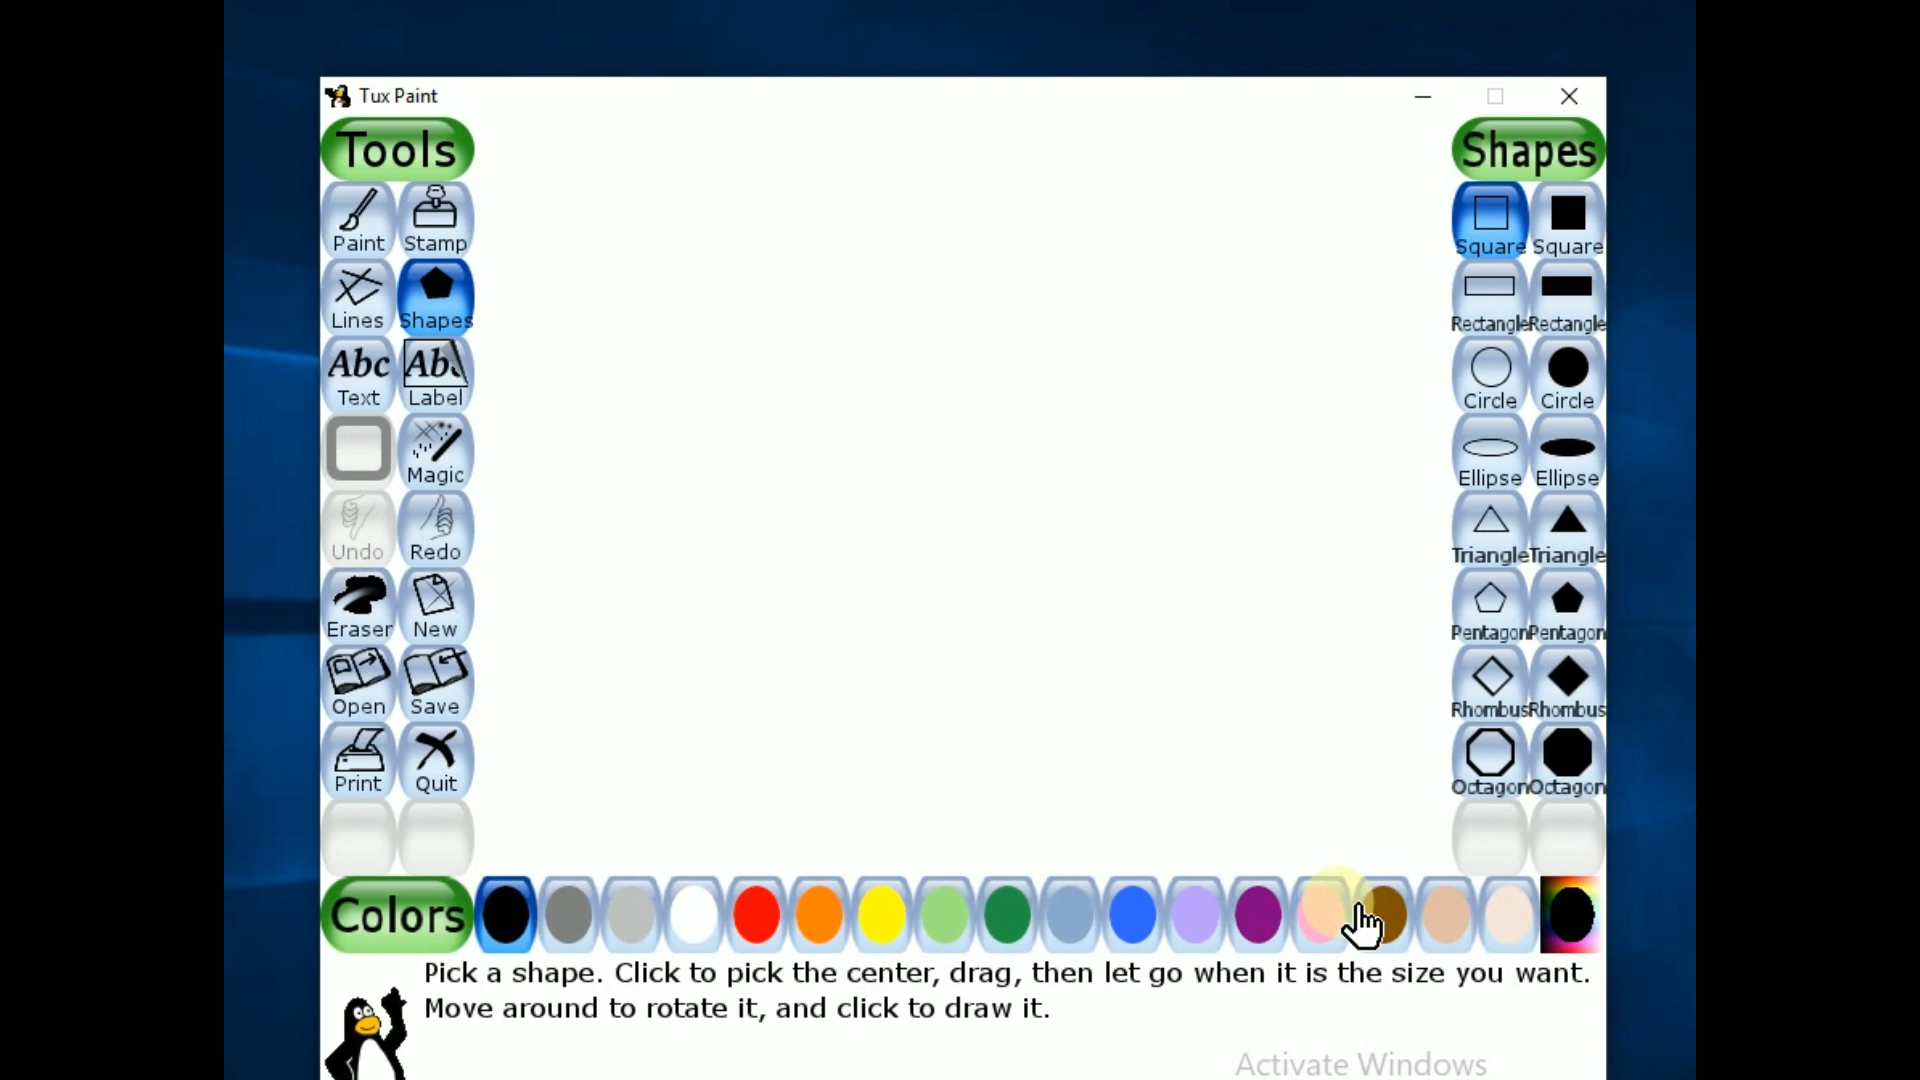 Tux Paint
Tools
Shapes
Paint Stamp
Square Square
Lines Shapes
Rectangle Rectangle
Abc Abc
Text Label
Circle Circle
Magic
Ellipse Ellipse
Undo Redo
Triangle Triangle
Eraser New
Pentagon Pentagon
Open Save
Rhombus Rhombus
Print Quit
Octagon Octagon
Colors
Pick a shape. Click to pick the center, drag, then let go when it is the size you want.
Move around to rotate it, and click to draw it.
Activate Windows